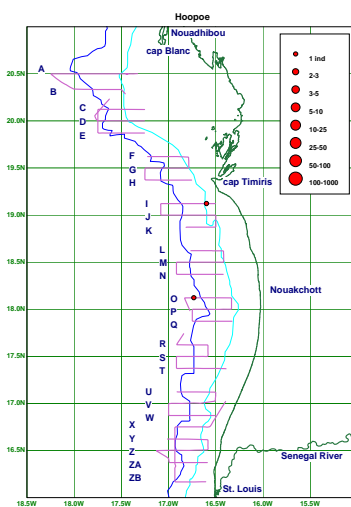 Hoopoe
Nouadhibou
cap Blanc
20.5N
A
B
C
20.0N
D
E
19.5N
F
G
H
cap Timiris
19.0N
I
J
K
18.5N
L
M
N
Nouakchott
18.0N
O
P
Q
17.5N
R
S
T
17.0N
U
V
W
16.5N
X
Y
Z
ZA
ZB
Senegal River
St. Louis
18.5W
18.0W
17.5W
17.0W
16.5W
16.0W
15.5W
15.0W
1 ind
2-3
3-5
5-10
10-25
25-50
50-100
100-1000